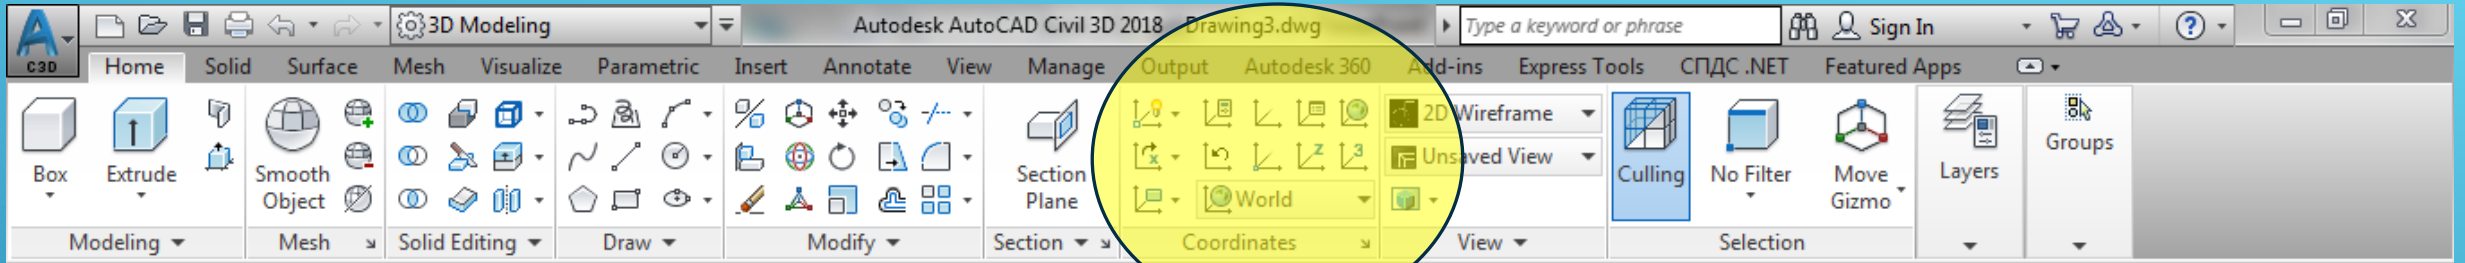 3D Modeling Autodesk AutoCAD Civil 3D 2018 Drawing3.dwg Type a keyword or phrase Sign In ?
C3D Home Solid Surface Mesh Visualize Parametric Insert Annotate View Manage Output Autodesk 360 Add-ins Express Tools СПДС .NET Featured Apps
2D Wireframe
Unsaved View
Box Extrude Smooth Object Section Plane World Culling No Filter Move Gizmo Layers Groups
Modeling Mesh Solid Editing Draw Modify Section Coordinates View Selection